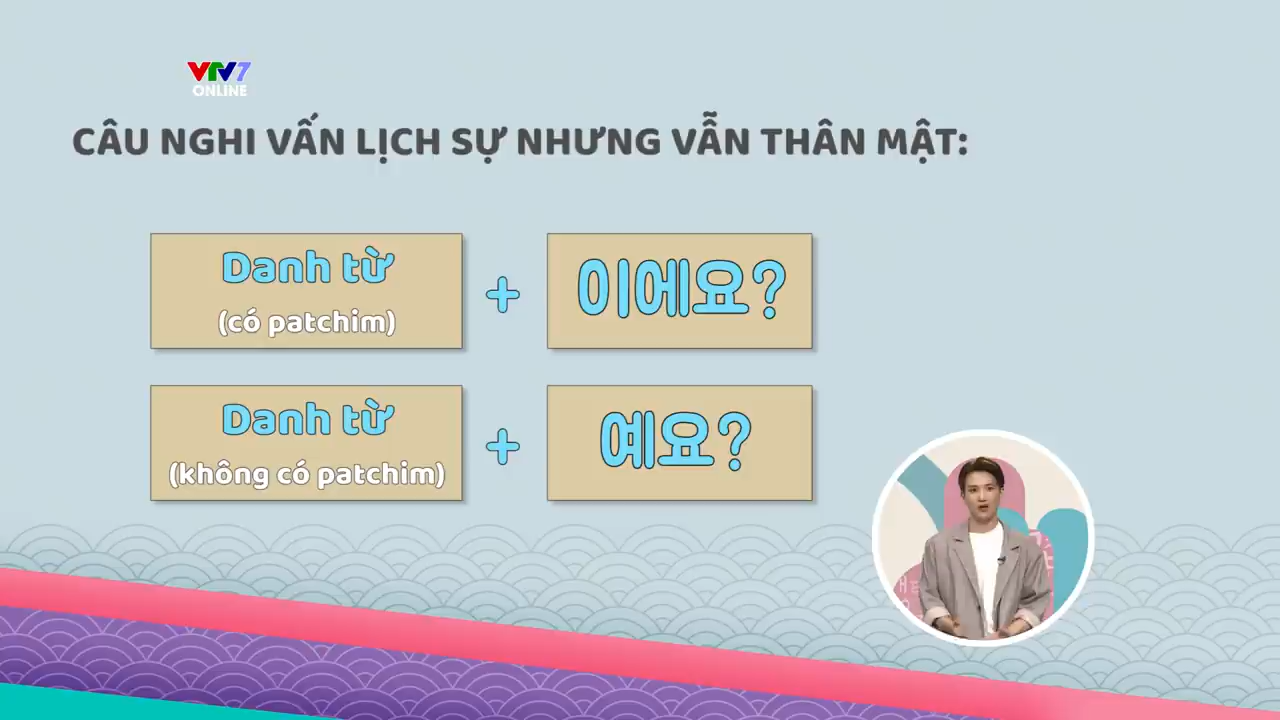 VTV7
ONLINE
CÂU NGHI VẤN LỊCH SỰ NHƯNG VẪN THÂN MẬT:
Danh từ
(có patchim)
+
이에요?
Danh từ
(không có patchim)
+
예요?